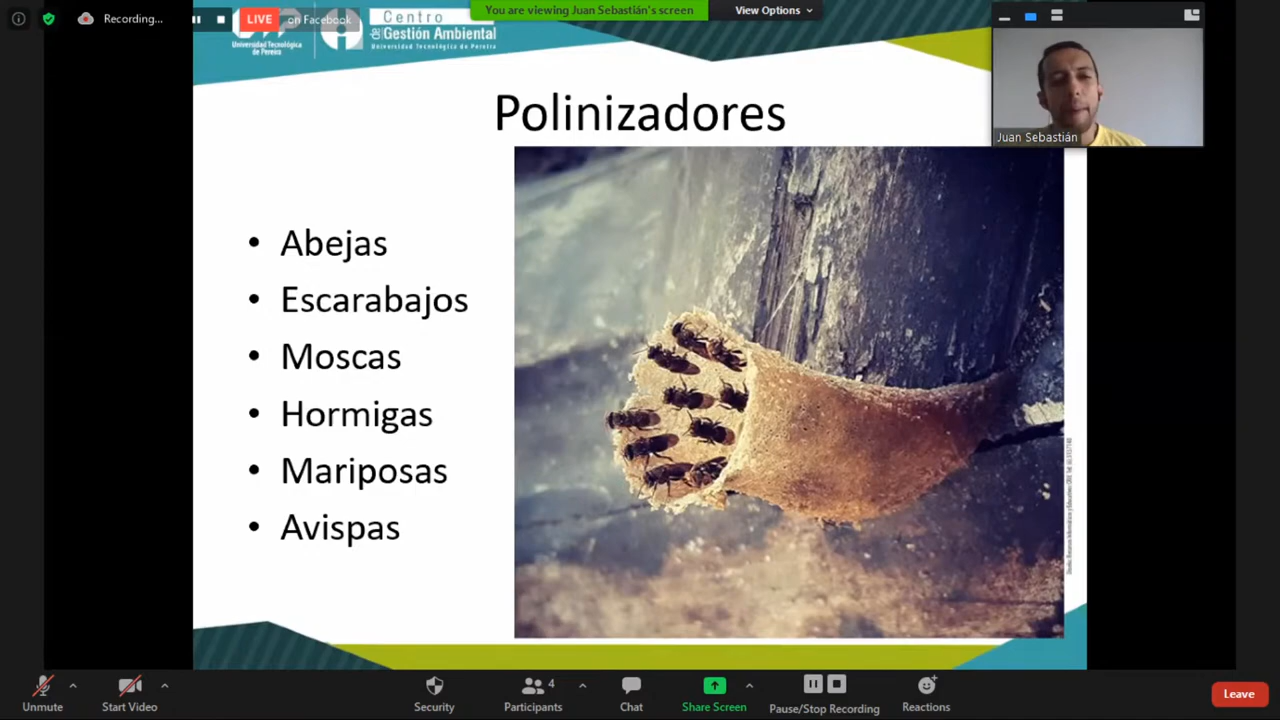 Recording...
LIVE on Facebook
You are viewing Juan Sebastián's screen
View Options
Universidad Tecnológica
de Pereira
Centro
de Gestión Ambiental
Universidad Tecnológica de Pereira
Juan Sebastián
Polinizadores
• Abejas
• Escarabajos
• Moscas
• Hormigas
• Mariposas
• Avispas
Unmute
Start Video
Security
4
Participants
Chat
Share Screen
Pause/Stop Recording
Reactions
Leave